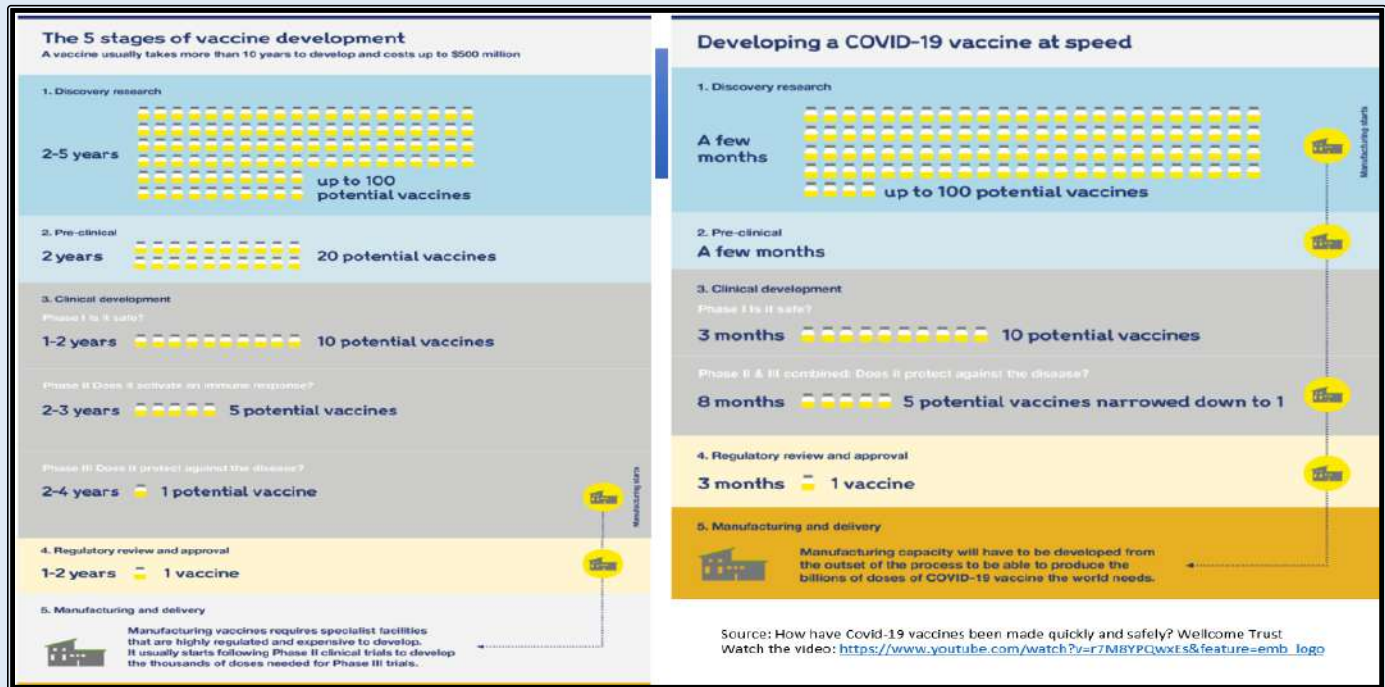 The 5 stages of vaccine development
A vaccine usually takes more than 10 years to develop and costs up to $500 million
1. Discovery research
2-5 years
up to 100
potential vaccines
2. Pre-clinical
2 years
20 potential vaccines
3. Clinical development
Phase I Is it safe?
1-2 years
10 potential vaccines
Phase II Does it activate an immune response?
2-3 years
5 potential vaccines
Phase III Does it protect against the disease?
2-4 years
1 potential vaccine
Manufacturing starts
4. Regulatory review and approval
1-2 years
1 vaccine
5. Manufacturing and delivery
Manufacturing vaccines requires specialist facilities
that are highly regulated and expensive to develop.
It usually starts following Phase II clinical trials to develop
the thousands of doses needed for Phase III trials.
Developing a COVID-19 vaccine at speed
1. Discovery research
A few
months
up to 100 potential vaccines
Manufacturing starts
2. Pre-clinical
A few months
3. Clinical development
Phase I Is it safe?
3 months
10 potential vaccines
Phase II & III combined: Does it protect against the disease?
8 months
5 potential vaccines narrowed down to 1
4. Regulatory review and approval
3 months
1 vaccine
5. Manufacturing and delivery
Manufacturing capacity will have to be developed from
the outset of the process to be able to produce the
billions of doses of COVID-19 vaccine the world needs.
Source: How have Covid-19 vaccines been made quickly and safely? Wellcome Trust
Watch the video: https://www.youtube.com/watch?v=r7M8YPQwxEs&feature=emb_logo